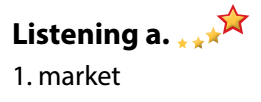 Listening a.
1. market